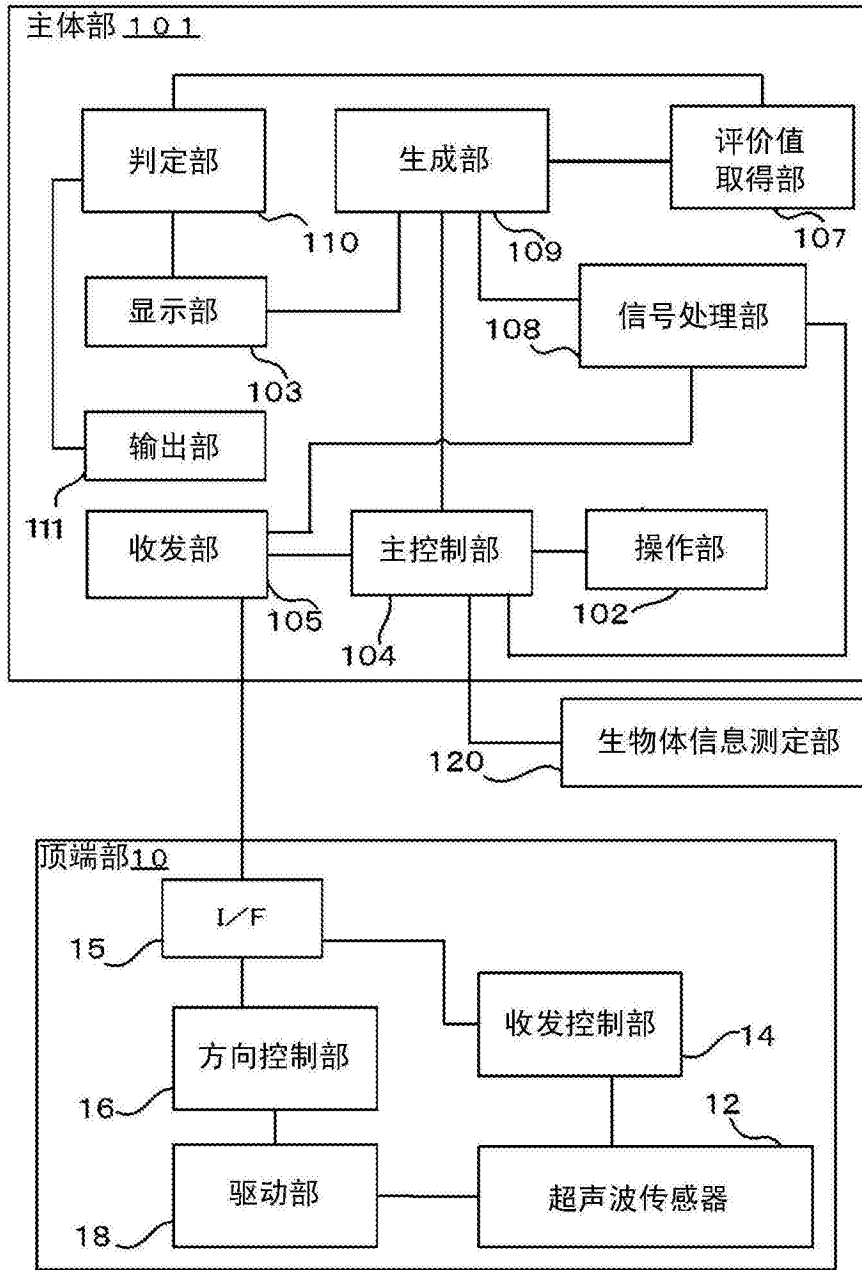 主体部 101
判定部
110
生成部
109
评价值
取得部
107
显示部
103
信号处理部
108
输出部
111
收发部
105
主控制部
104
操作部
102
生物体信息测定部
120
顶端部 10
I/F
15
收发控制部
14
方向控制部
16
12
驱动部
18
超声波传感器